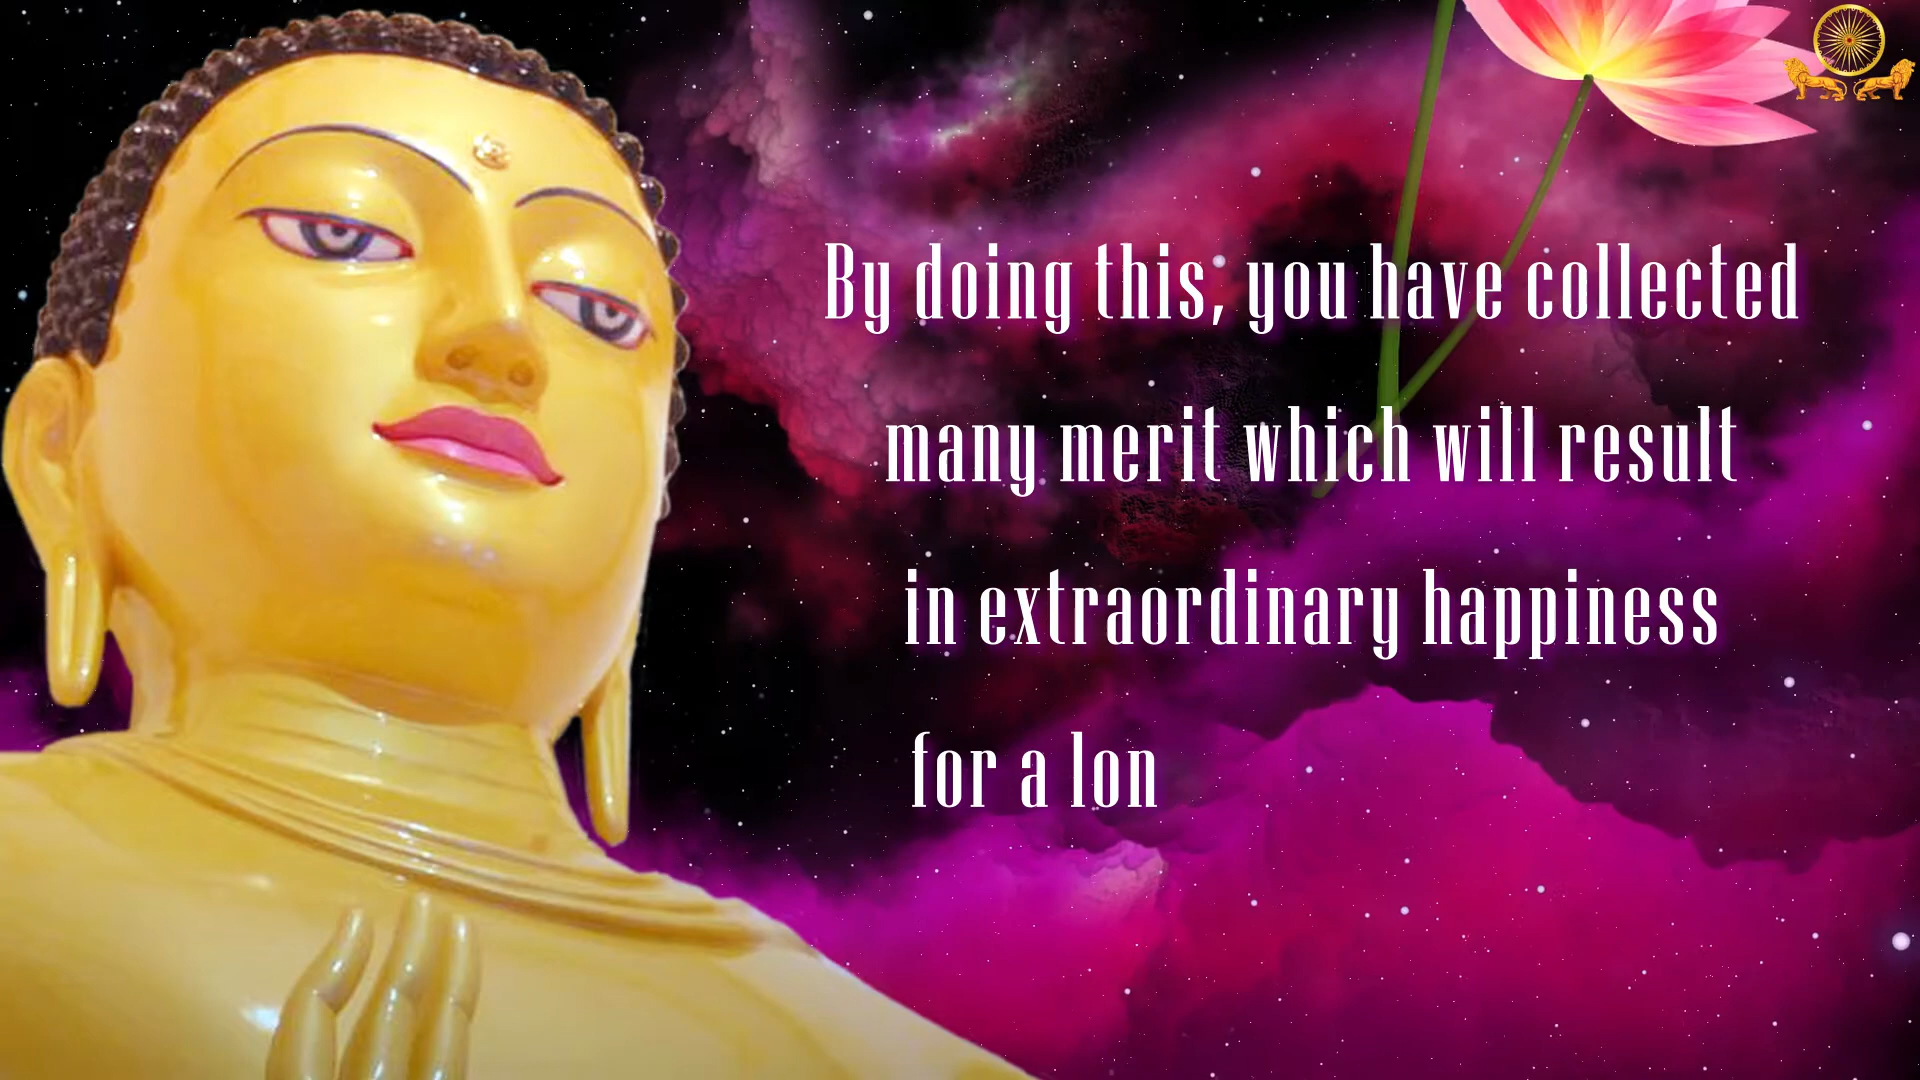 By doing this, you have collected
many merit which will result
in extraordinary happiness
for a lon